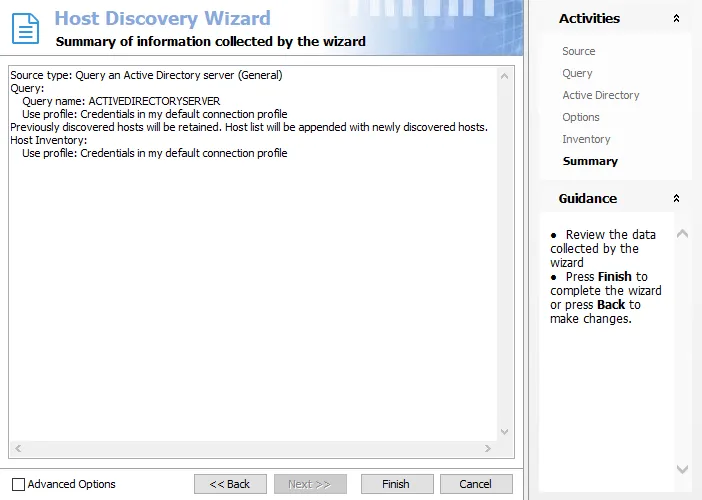 Host Discovery Wizard
Summary of information collected by the wizard
Source type: Query an Active Directory server (General)
Query:
Query name: ACTIVEDIRECTORYSERVER
Use profile: Credentials in my default connection profile
Previously discovered hosts will be retained. Host list will be appended with newly discovered hosts.
Host Inventory:
Use profile: Credentials in my default connection profile
Advanced Options
<< Back
Next >>
Finish
Cancel
Activities
Source
Query
Active Directory
Options
Inventory
Summary
Guidance
● Review the data
collected by the
wizard
● Press Finish to
complete the wizard
or press Back to
make changes.